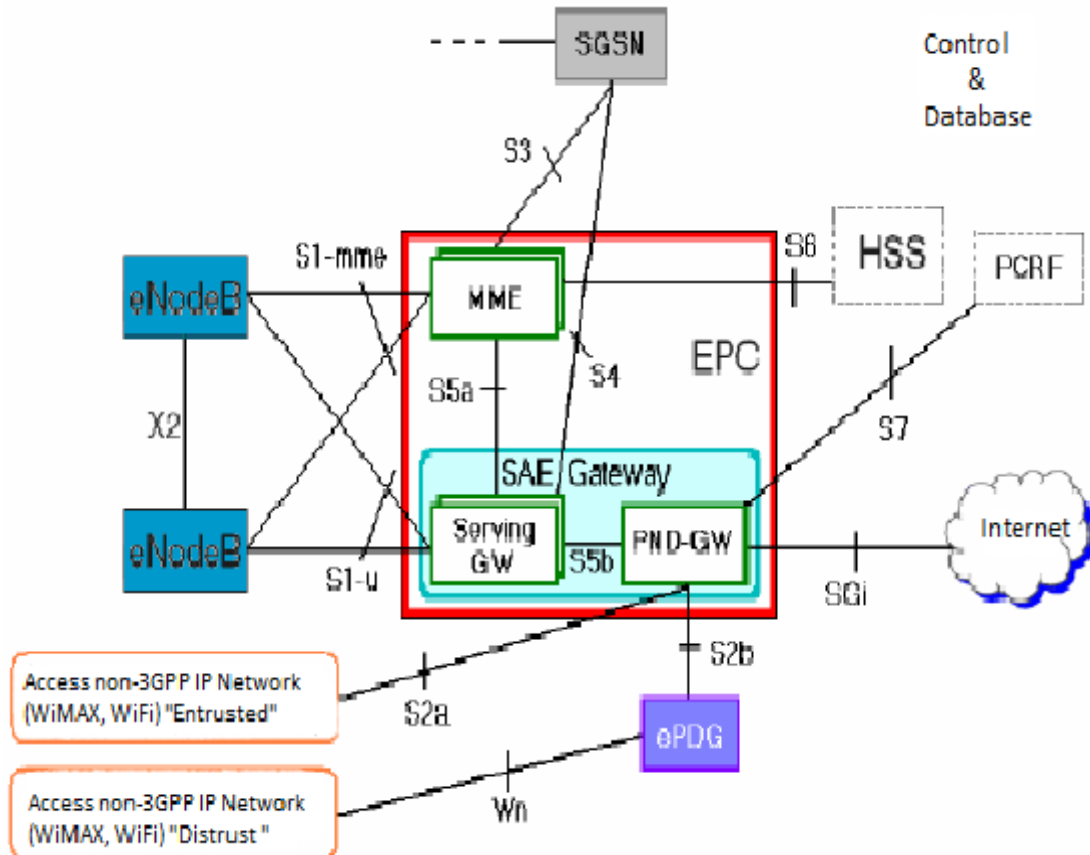 SGSN
Control
&
Database
S3
S1-mme
S6
HSS
PCRF
eNodeB
MME
EPC
S4
S5a
X2
S7
SAE Gateway
eNodeB
Serving
GW
S5b
PND-GW
Internet
S1-u
SGi
S2b
Access non-3GPP IP Network
(WiMAX, WiFi) "Entrusted"
S2a
ePDG
Access non-3GPP IP Network
(WiMAX, WiFi) "Distrust "
Wn